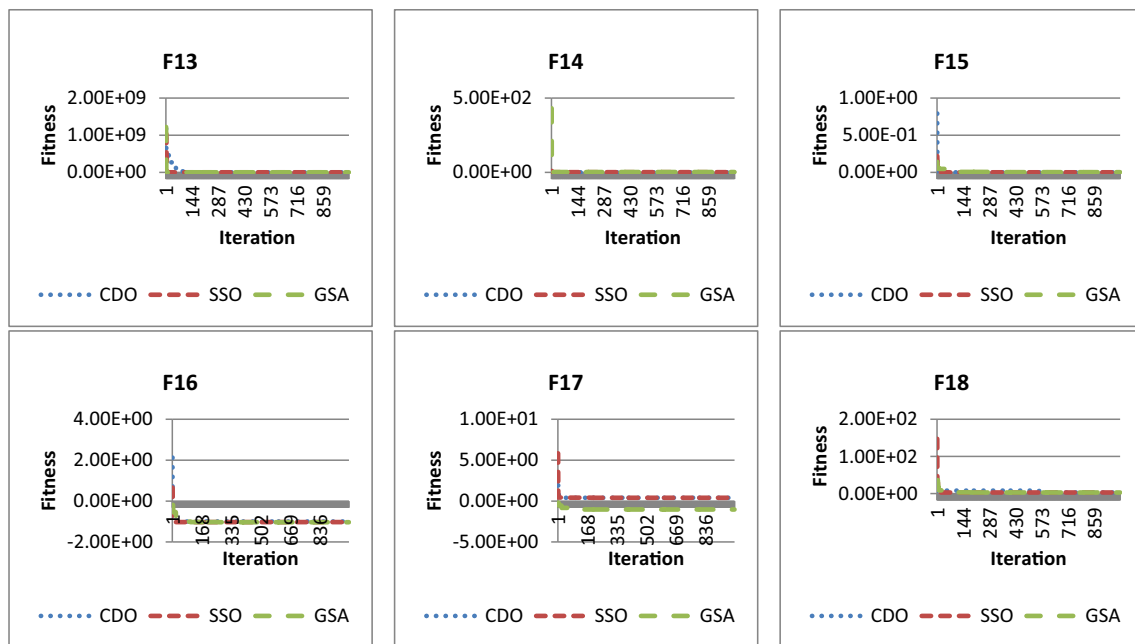 F13
2.00E+09
1.00E+09
0.00E+00
Fitness
1 144 287 430 573 716 859
Iteration
CDO SSO GSA
F14
5.00E+02
0.00E+00
Fitness
1 144 287 430 573 716 859
Iteration
CDO SSO GSA
F15
1.00E+00
5.00E-01
0.00E+00
Fitness
1 144 287 430 573 716 859
Iteration
CDO SSO GSA
F16
4.00E+00
2.00E+00
0.00E+00
-2.00E+00
Fitness
1 168 335 502 669 836
Iteration
CDO SSO GSA
F17
1.00E+01
5.00E+00
0.00E+00
-5.00E+00
Fitness
1 168 335 502 669 836
Iteration
CDO SSO GSA
F18
2.00E+02
1.00E+02
0.00E+00
Fitness
1 144 287 430 573 716 859
Iteration
CDO SSO GSA